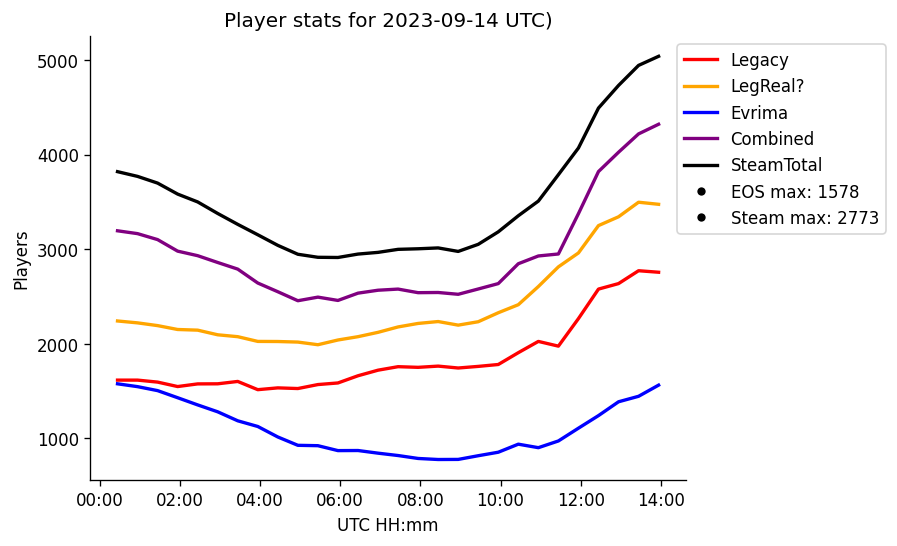 Player stats for 2023-09-14 UTC)
5000
4000
3000
2000
1000
Players
00:00 02:00 04:00 06:00 08:00 10:00 12:00 14:00
UTC HH:mm
Legacy
LegReal?
Evrima
Combined
SteamTotal
EOS max: 1578
Steam max: 2773